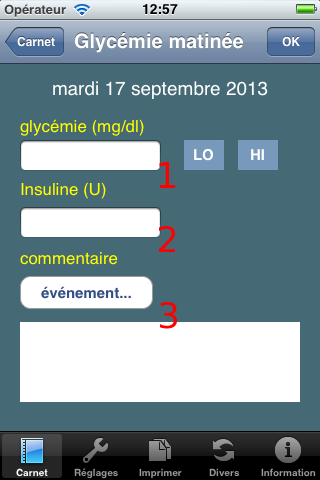 Opérateur 12:57
Carnet Glycémie matinée OK
mardi 17 septembre 2013
glycémie (mg/dl)
1 LO HI
Insuline (U)
2
commentaire
événement...
3
Carnet Réglages Imprimer Divers Information